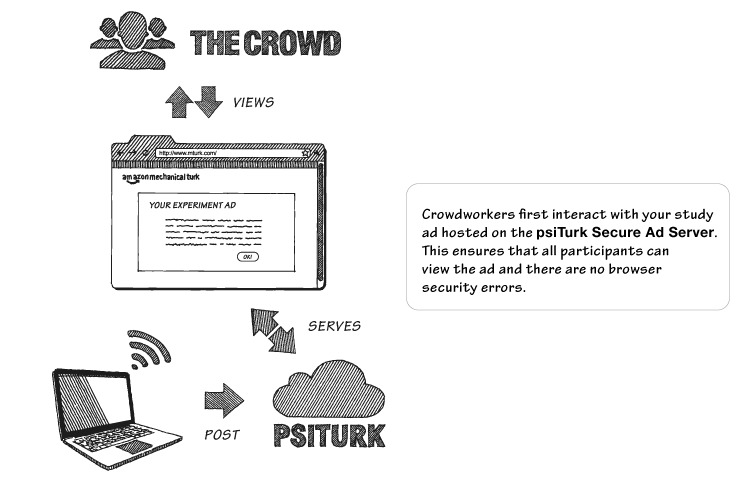 THE CROWD
VIEWS
http://www.mturk.com/
amazonmechanical turk
YOUR EXPERIMENT AD
OK!
Crowdworkers first interact with your study
ad hosted on the psiTurk Secure Ad Server.
This ensures that all participants can
view the ad and there are no browser
security errors.
SERVES
POST
PSITURK